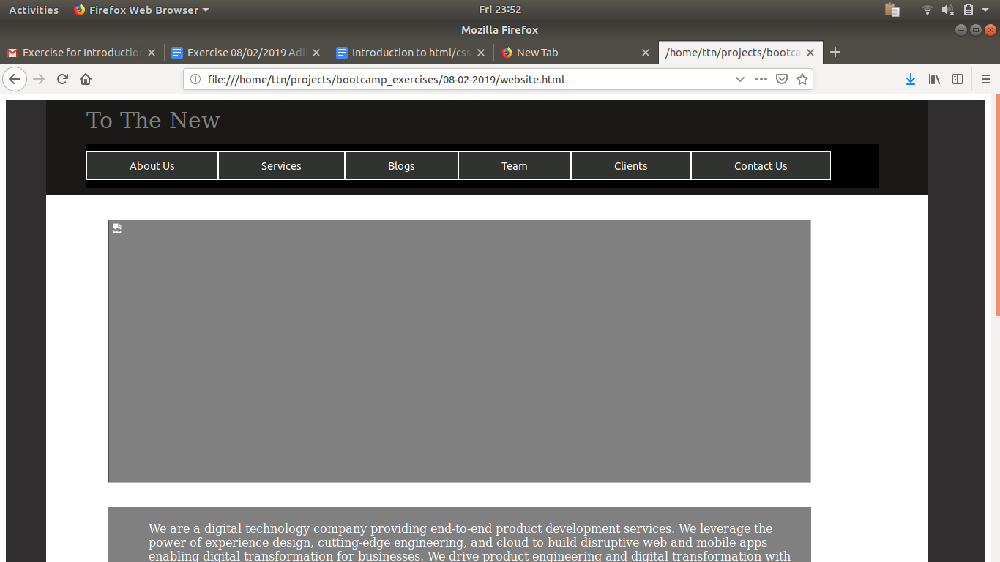 Activities Firefox Web Browser Fri 23:52
Mozilla Firefox
Exercise for Introduction Exercise 08/02/2019 Adi Introduction to html/css New Tab /home/ttn/projects/bootca
file:///home/ttn/projects/bootcamp_exercises/08-02-2019/website.html
To The New
About Us Services Blogs Team Clients Contact Us
We are a digital technology company providing end-to-end product development services. We leverage the
power of experience design, cutting-edge engineering, and cloud to build disruptive web and mobile apps
enabling digital transformation for businesses. We drive product engineering and digital transformation with